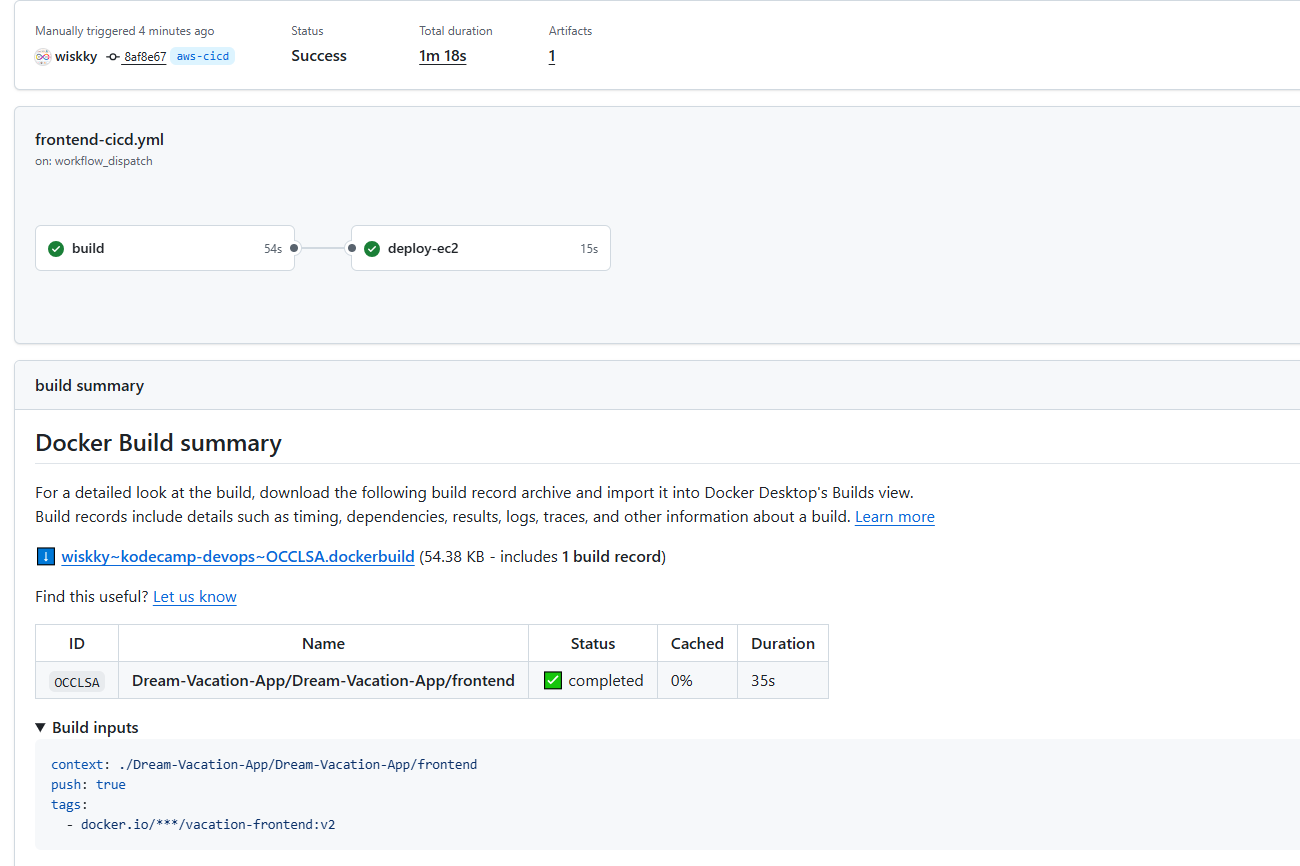 Manually triggered 4 minutes ago Status Total duration Artifacts
wiskky 8af8e67 aws-cicd Success 1m 18s 1
frontend-cicd.yml
on: workflow_dispatch
build 54s deploy-ec2 15s
build summary
Docker Build summary
For a detailed look at the build, download the following build record archive and import it into Docker Desktop's Builds view.
Build records include details such as timing, dependencies, results, logs, traces, and other information about a build. Learn more
wiskky~kodecamp-devops~OCCLSA.dockerbuild (54.38 KB - includes 1 build record)
Find this useful? Let us know
ID Name Status Cached Duration
OCCLSA Dream-Vacation-App/Dream-Vacation-App/frontend ✅ completed 0% 35s
▼ Build inputs
context: ./Dream-Vacation-App/Dream-Vacation-App/frontend
push: true
tags:
- docker.io/***/vacation-frontend:v2